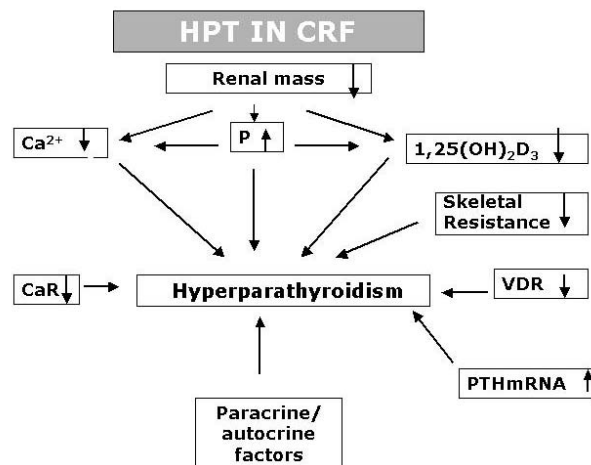 HPT IN CRF
Renal mass
Ca²⁺
P
1,25(OH)₂D₃
Skeletal
Resistance
CaR
Hyperparathyroidism
VDR
PTHmRNA
Paracrine/
autocrine
factors